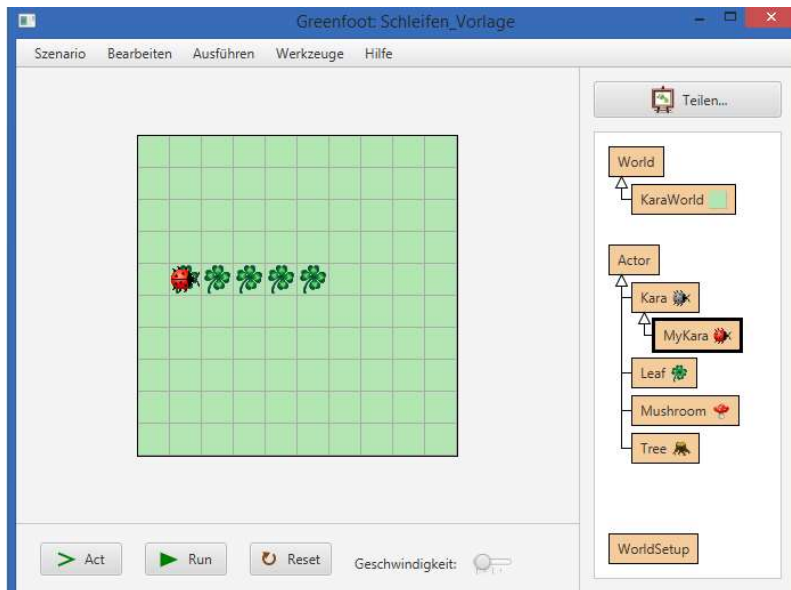 Greenfoot: Schleifen_Vorlage
Szenario Bearbeiten Ausführen Werkzeuge Hilfe
Teilen...
World
KaraWorld
Actor
Kara
MyKara
Leaf
Mushroom
Tree
WorldSetup
Act Run Reset Geschwindigkeit: